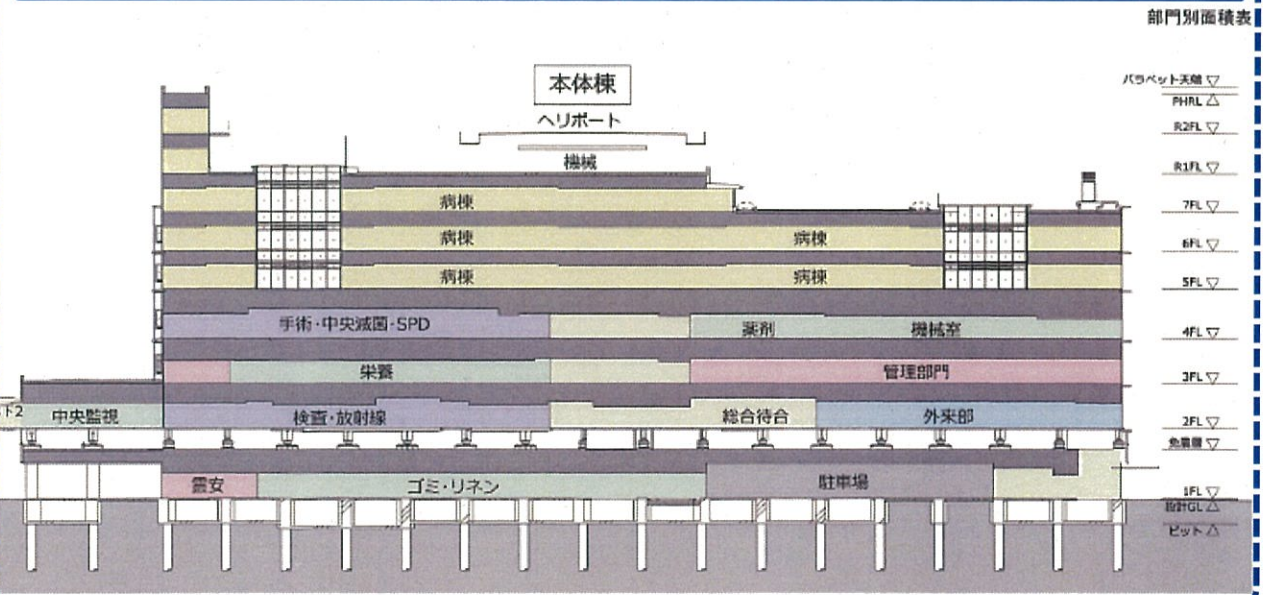 部門別面積表
本体棟
ヘリポート
機械
病棟
病棟 病棟
病棟 病棟
手術・中央滅菌・SPD 薬剤 機械室
栄養 管理部門
中央監視 検査・放射線 総合待合 外来部
霊安 ゴミ・リネン 駐車場
パラペット天端 ▽
PHRL △
R2FL ▽
R1FL ▽
7FL ▽
6FL ▽
5FL ▽
4FL ▽
3FL ▽
2FL ▽
免震層 ▽
1FL ▽
設計GL △
ピット △